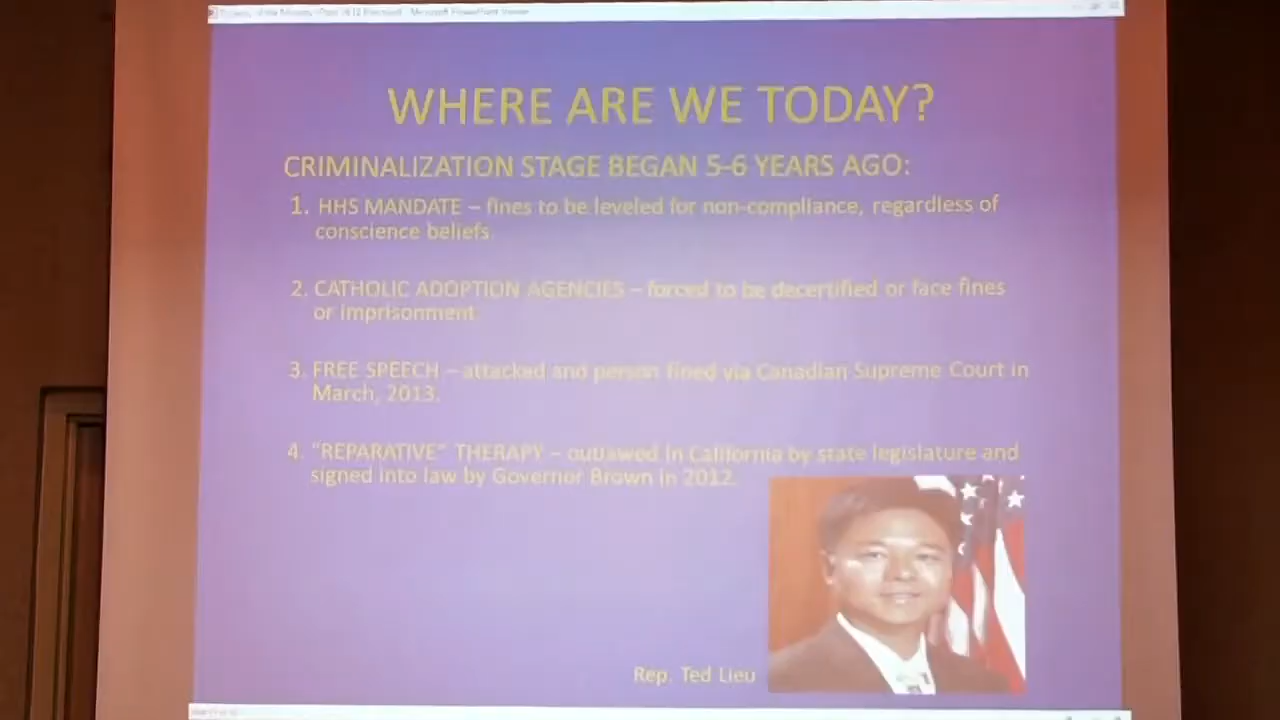 Microsoft PowerPoint Viewer
WHERE ARE WE TODAY?
CRIMINALIZATION STAGE BEGAN 5-6 YEARS AGO:
1. HHS MANDATE – fines to be leveled for non-compliance, regardless of
conscience beliefs.
2. CATHOLIC ADOPTION AGENCIES – forced to be decertified or face fines
or imprisonment.
3. FREE SPEECH – attacked and person fined via Canadian Supreme Court in
March, 2013.
4. "REPARATIVE" THERAPY – outlawed in California by state legislature and
signed into law by Governor Brown in 2012.
Rep. Ted Lieu